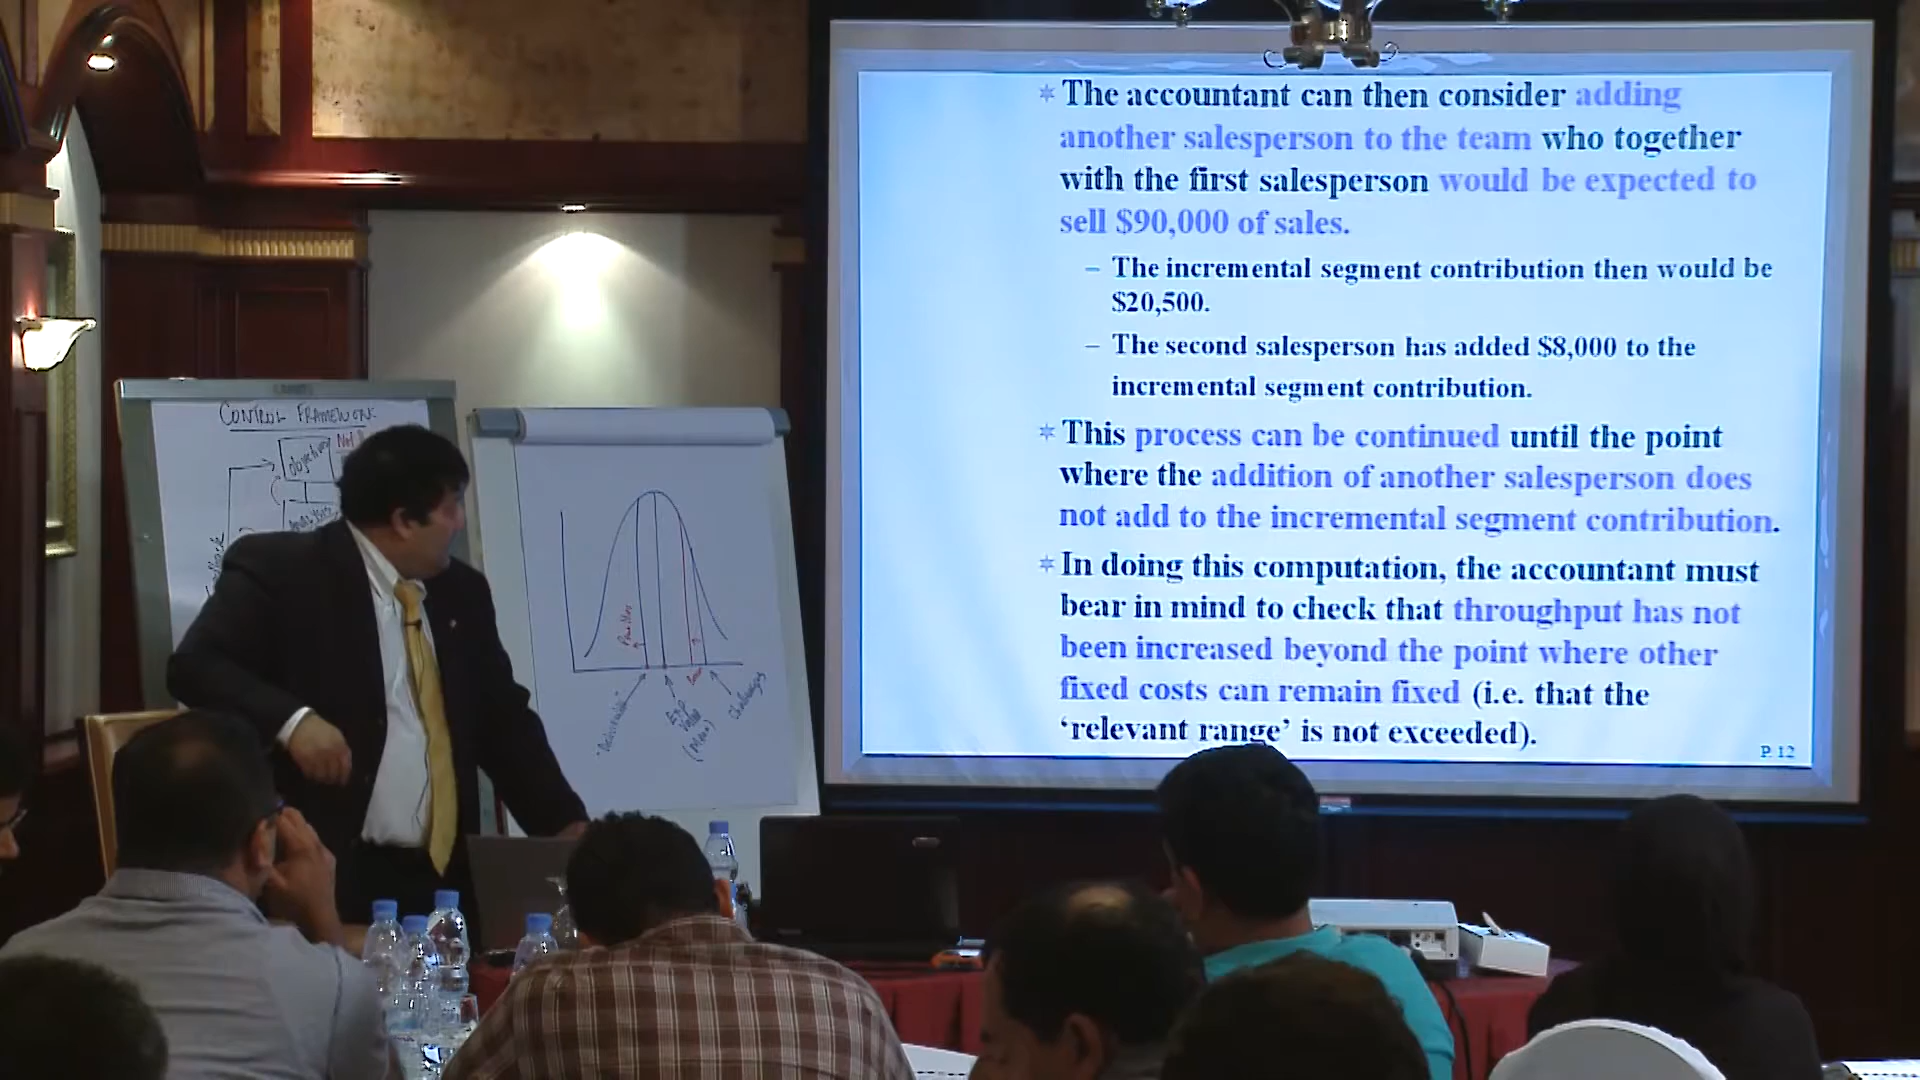 The accountant can then consider adding
another salesperson to the team who together
with the first salesperson would be expected to
sell $90,000 of sales.
– The incremental segment contribution then would be
$20,500.
– The second salesperson has added $8,000 to the
incremental segment contribution.
This process can be continued until the point
where the addition of another salesperson does
not add to the incremental segment contribution.
In doing this computation, the accountant must
bear in mind to check that throughput has not
been increased beyond the point where other
fixed costs can remain fixed (i.e. that the
‘relevant range’ is not exceeded).
P. 12
CONTROL FRAMEWORK
Objectives
Exp
Value
(Mean)